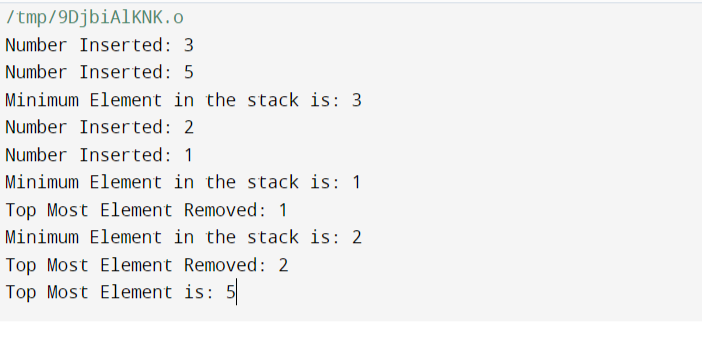 /tmp/9DjbiAlKNK.o
Number Inserted: 3
Number Inserted: 5
Minimum Element in the stack is: 3
Number Inserted: 2
Number Inserted: 1
Minimum Element in the stack is: 1
Top Most Element Removed: 1
Minimum Element in the stack is: 2
Top Most Element Removed: 2
Top Most Element is: 5